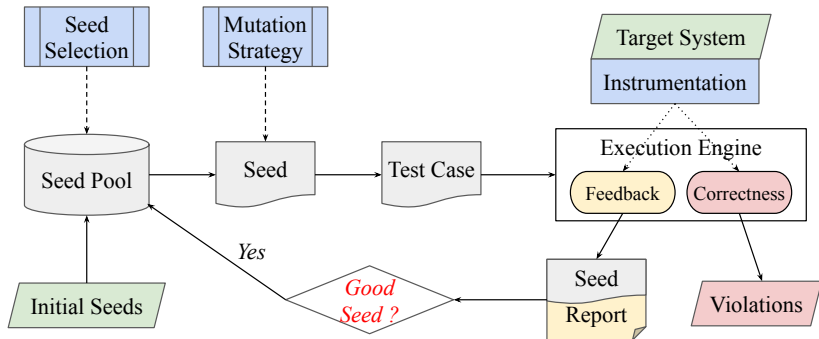 Seed
Selection
Mutation
Strategy
Target System
Instrumentation
Execution Engine
Seed Pool
Seed
Test Case
Feedback
Correctness
Yes
Initial Seeds
Good
Seed ?
Seed
Report
Violations